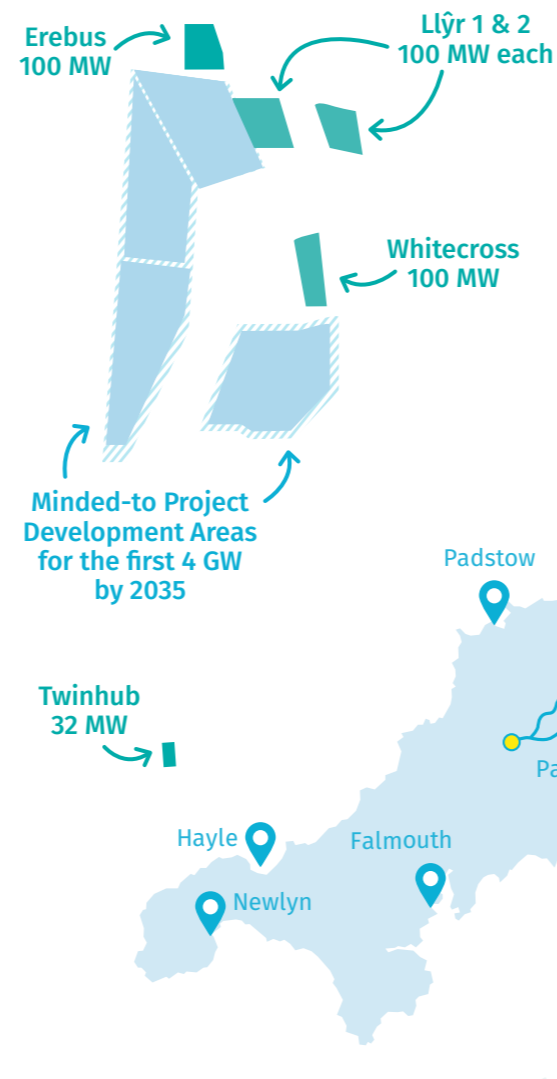 Erebus
100 MW
Llŷr 1 & 2
100 MW each
Whitecross
100 MW
Minded-to Project
Development Areas
for the first 4 GW
by 2035
Padstow
Twinhub
32 MW
Pa
Hayle
Falmouth
Newlyn